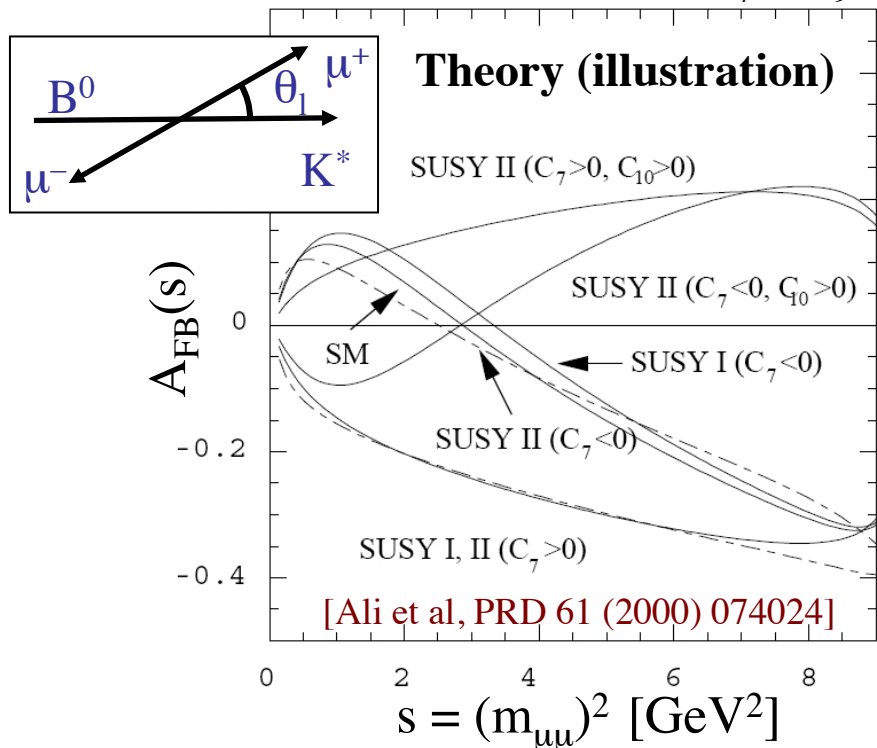 B⁰
θₗ
μ⁺
μ⁻
K*
Theory (illustration)
SUSY II (C₇>0, C₁₀>0)
SUSY II (C₇<0, C₁₀>0)
SM
SUSY I (C₇<0)
SUSY II (C₇<0)
SUSY I, II (C₇>0)
[Ali et al, PRD 61 (2000) 074024]
A_FB(s)
0
-0.2
-0.4
0 2 4 6 8
s = (m_μμ)² [GeV²]